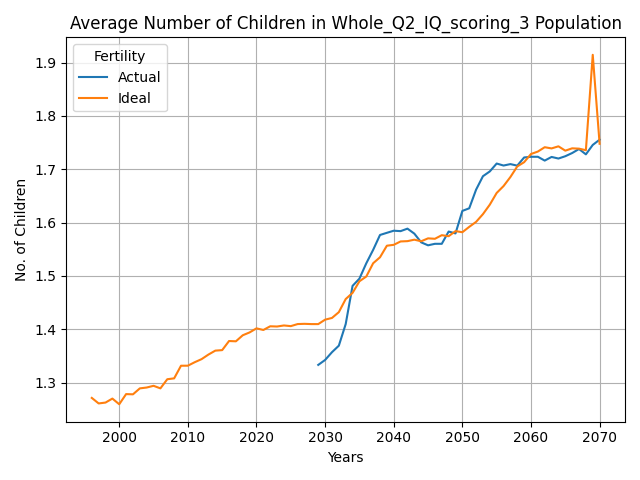 Average Number of Children in Whole_Q2_IQ_scoring_3 Population
Fertility
Actual
Ideal
No. of Children
1.9
1.8
1.7
1.6
1.5
1.4
1.3
2000 2010 2020 2030 2040 2050 2060 2070
Years